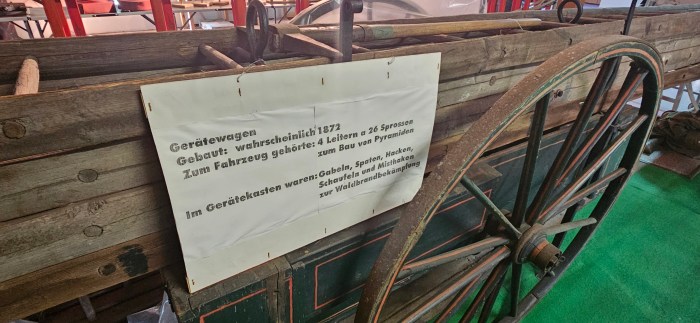 Gerätewagen
Gebaut: wahrscheinlich 1872
Zum Fahrzeug gehörte: 4 Leitern a 26 Sprossen
zum Bau von Pyramiden
Im Gerätekasten waren: Gabeln, Spaten, Hacken,
Schaufeln und Misthaken
zur Waldbrandbekämpfung